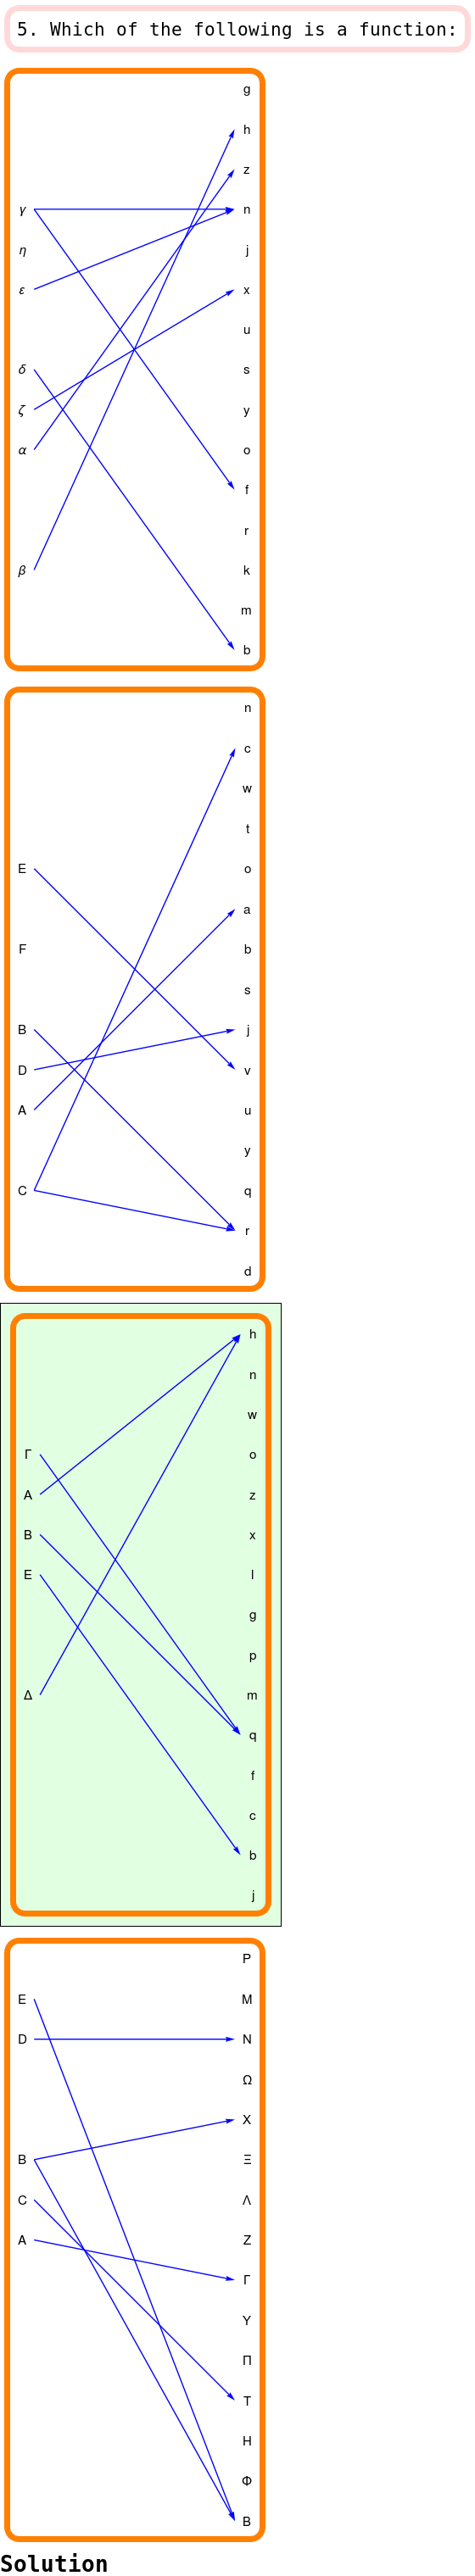 5. Which of the following is a function:
g
h
z
γ n
η j
ε x
u
δ s
ζ y
α o
f
r
β k
m
b
n
c
w
t
E o
a
F b
s
B j
D v
A u
y
C q
r
d
h
n
w
Γ o
Α z
Β x
Ε l
g
p
Δ m
q
f
c
b
j
Ρ
E Μ
D Ν
Ω
Χ
B Ξ
C Λ
A Ζ
Γ
Υ
Π
Τ
Η
Φ
Β
Solution